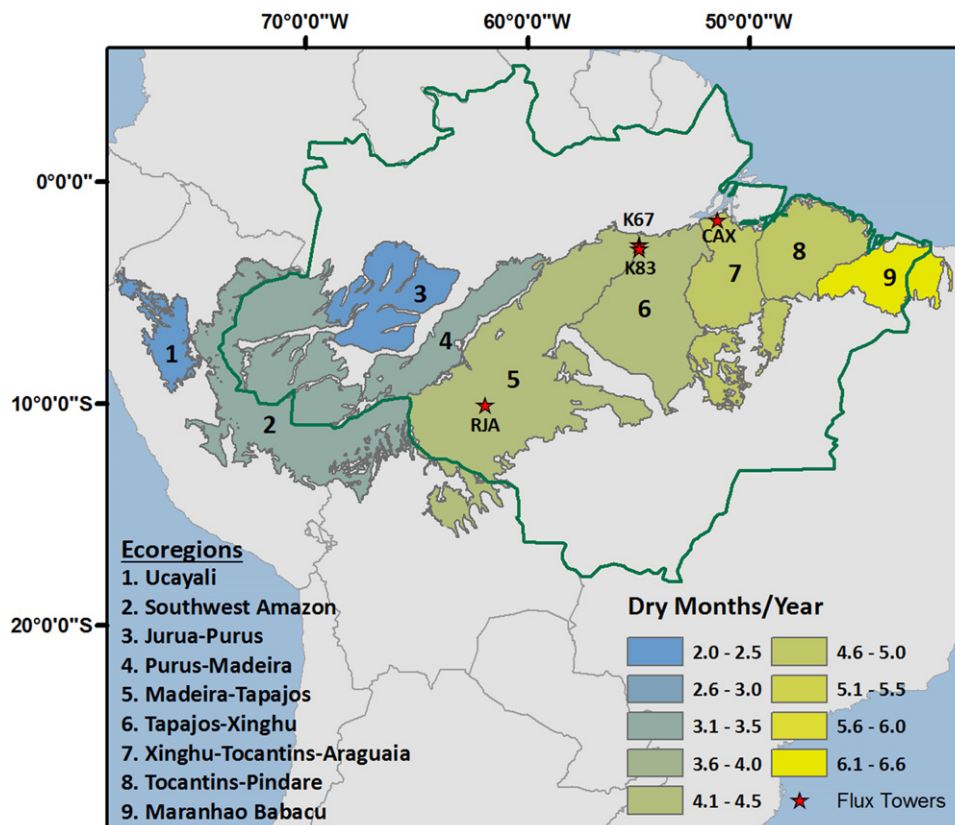 70°0'0"W 60°0'0"W 50°0'0"W
0°0'0"
10°0'0"S
20°0'0"S
K67
K83
CAX
RJA
1
2
3
4
5
6
7
8
9
Ecoregions
1. Ucayali
2. Southwest Amazon
3. Jurua-Purus
4. Purus-Madeira
5. Madeira-Tapajos
6. Tapajos-Xinghu
7. Xinghu-Tocantins-Araguaia
8. Tocantins-Pindare
9. Maranhao Babacu
Dry Months/Year
2.0 - 2.5 4.6 - 5.0
2.6 - 3.0 5.1 - 5.5
3.1 - 3.5 5.6 - 6.0
3.6 - 4.0 6.1 - 6.6
4.1 - 4.5 Flux Towers